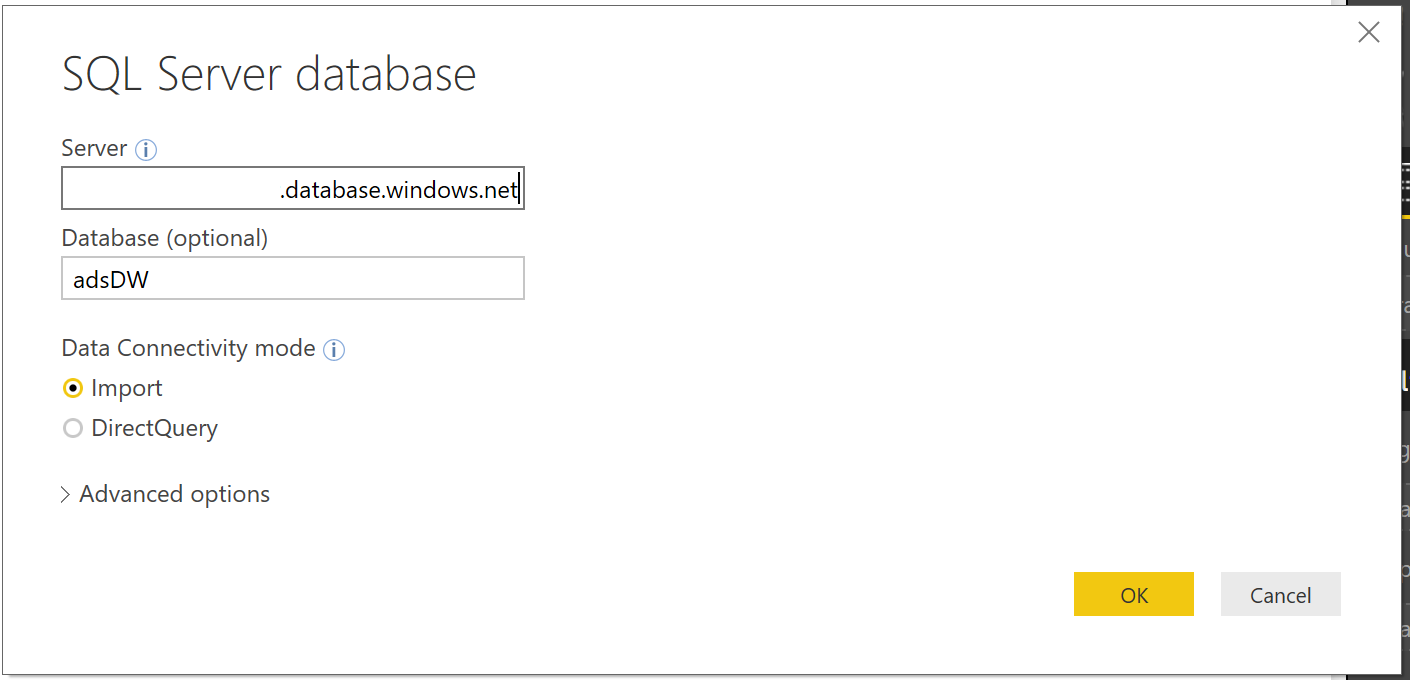 SQL Server database
Server
.database.windows.net
Database (optional)
adsDW
Data Connectivity mode
Import
DirectQuery
Advanced options
OK
Cancel